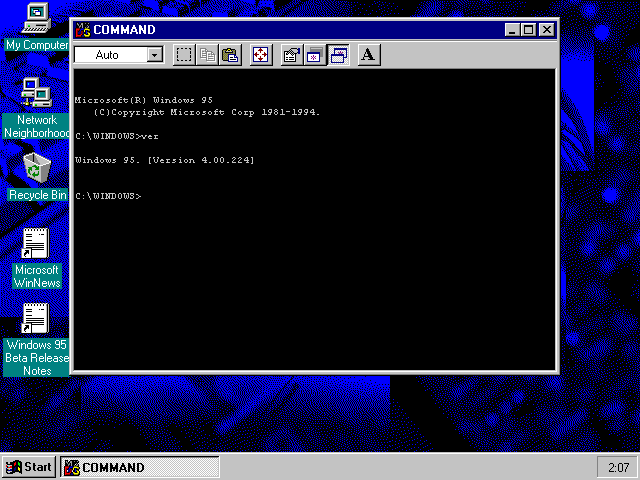 My Computer
Network
Neighborhood
Recycle Bin
Microsoft
WinNews
Windows 95
Beta Release
Notes
COMMAND
Auto
A
Microsoft(R) Windows 95
(C)Copyright Microsoft Corp 1981-1994.
C:\WINDOWS>ver
Windows 95. [Version 4.00.224]
C:\WINDOWS>
Start
COMMAND
2:07